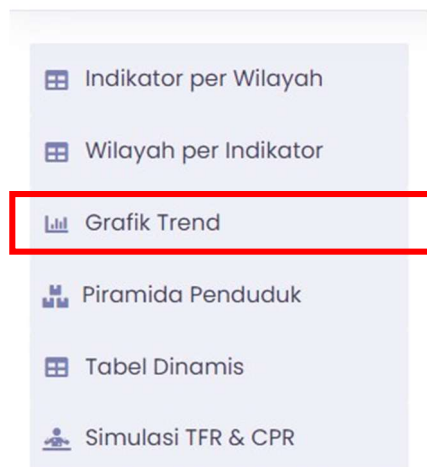 Indikator per Wilayah
Wilayah per Indikator
Grafik Trend
Piramida Penduduk
Tabel Dinamis
Simulasi TFR & CPR